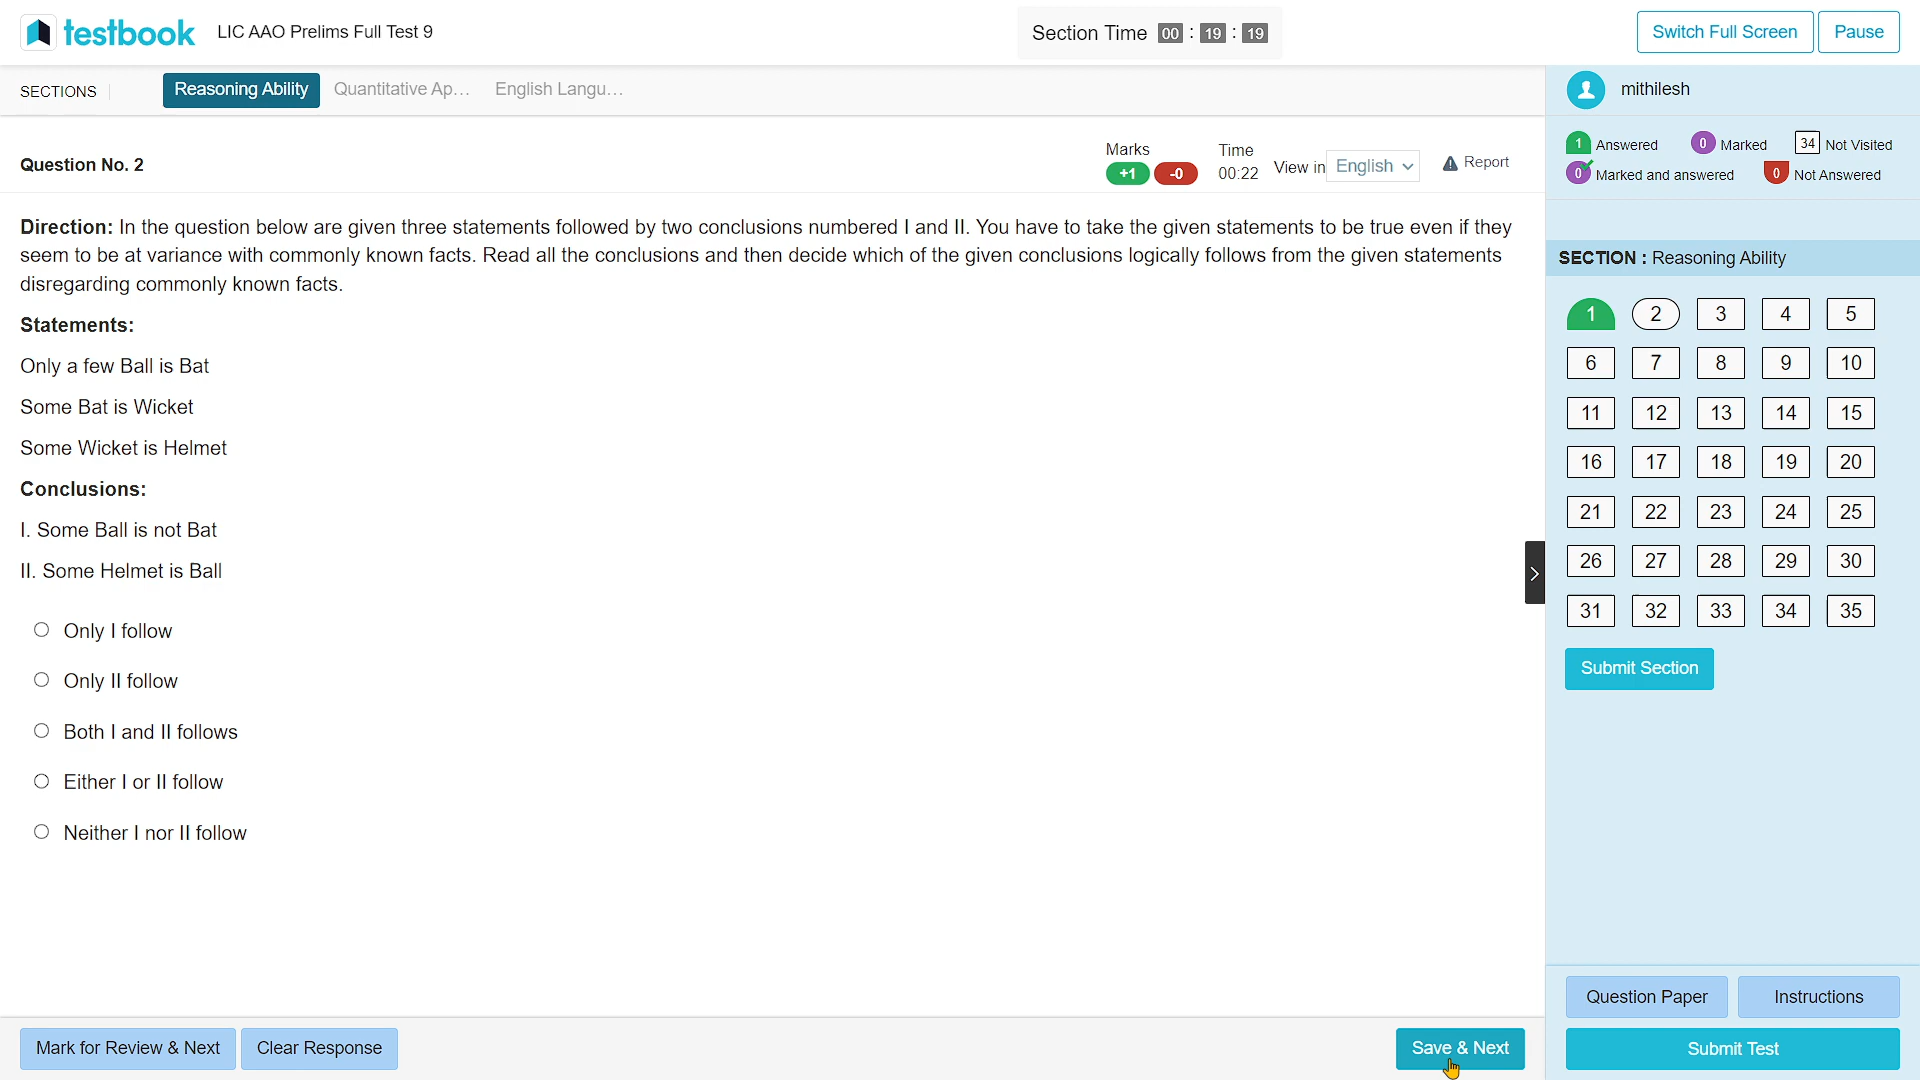 testbook LIC AAO Prelims Full Test 9 Section Time 00 : 19 : 19 Switch Full Screen Pause
SECTIONS Reasoning Ability Quantitative Ap... English Langu... mithilesh
Question No. 2
Marks
+1 -0
Time
00:22
View in English Report
1 Answered 0 Marked 34 Not Visited
0 Marked and answered 0 Not Answered
Direction: In the question below are given three statements followed by two conclusions numbered I and II. You have to take the given statements to be true even if they
seem to be at variance with commonly known facts. Read all the conclusions and then decide which of the given conclusions logically follows from the given statements
disregarding commonly known facts.
Statements:
Only a few Ball is Bat
Some Bat is Wicket
Some Wicket is Helmet
Conclusions:
I. Some Ball is not Bat
II. Some Helmet is Ball
Only I follow
Only II follow
Both I and II follows
Either I or II follow
Neither I nor II follow
SECTION : Reasoning Ability
1 2 3 4 5
6 7 8 9 10
11 12 13 14 15
16 17 18 19 20
21 22 23 24 25
26 27 28 29 30
31 32 33 34 35
Submit Section
Question Paper Instructions
Mark for Review & Next Clear Response Save & Next Submit Test